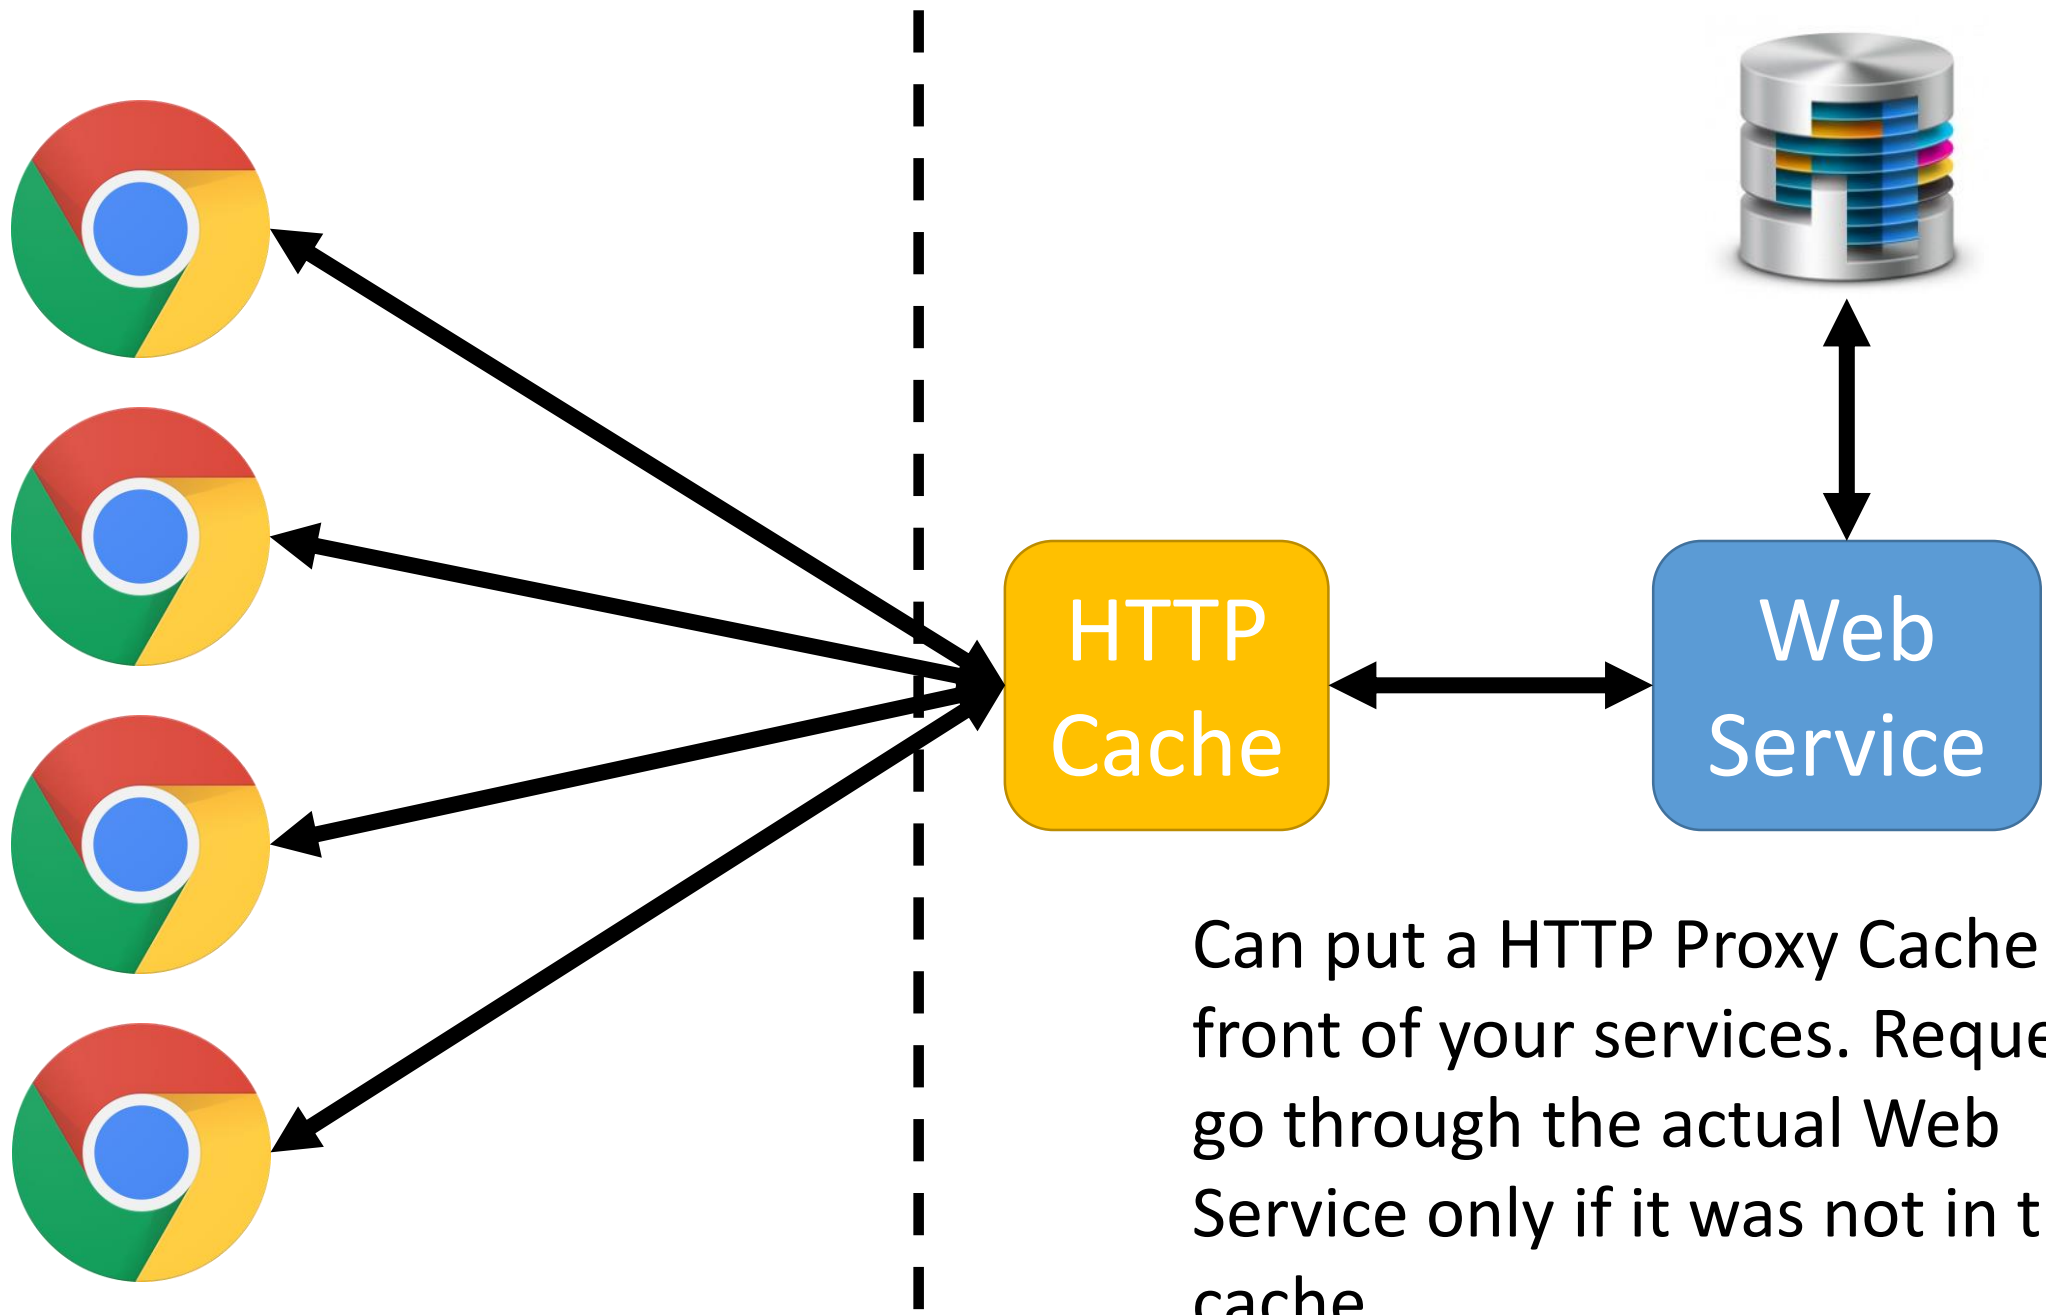 HTTP
Cache
Web
Service
Can put a HTTP Proxy Cache
front of your services. Reque
go through the actual Web
Service only if it was not in t
cache